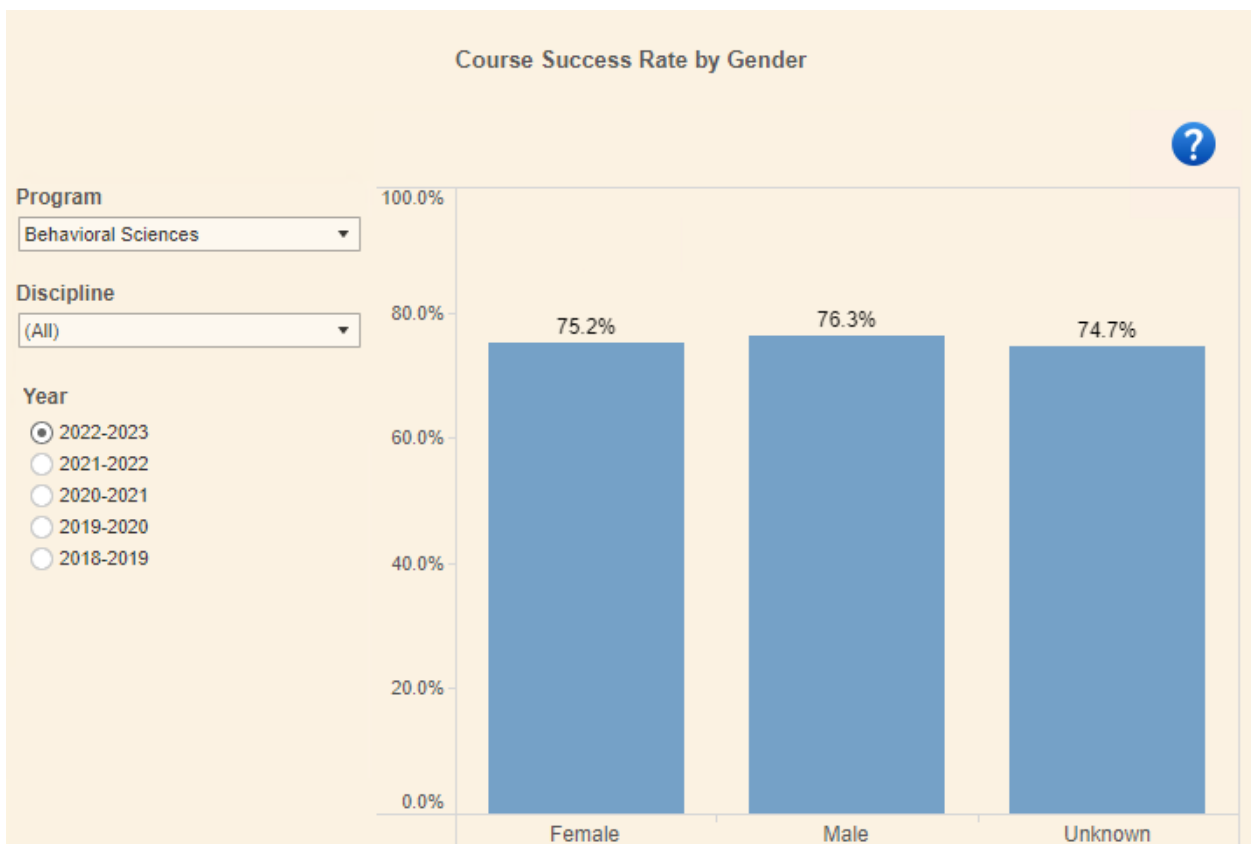 Course Success Rate by Gender
?
Program
Behavioral Sciences
Discipline
(All)
Year
2022-2023
2021-2022
2020-2021
2019-2020
2018-2019
100.0%
80.0%
60.0%
40.0%
20.0%
0.0%
75.2%
76.3%
74.7%
Female
Male
Unknown